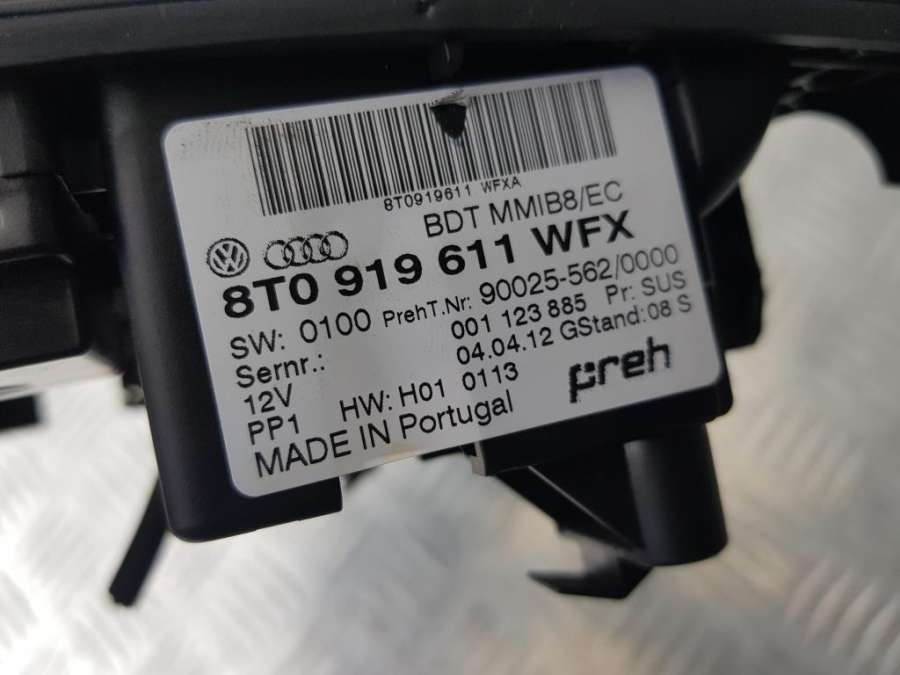 8T0919611 WFXA
BDT MMIB8/EC
8T0 919 611 WFX
SW: 0100 PrehT.Nr: 90025-562/0000
Sernr.: 001 123 885 Pr: SUS
12V 04.04.12 GStand: 08 S
PP1 HW: H01 0113
MADE IN Portugal
preh